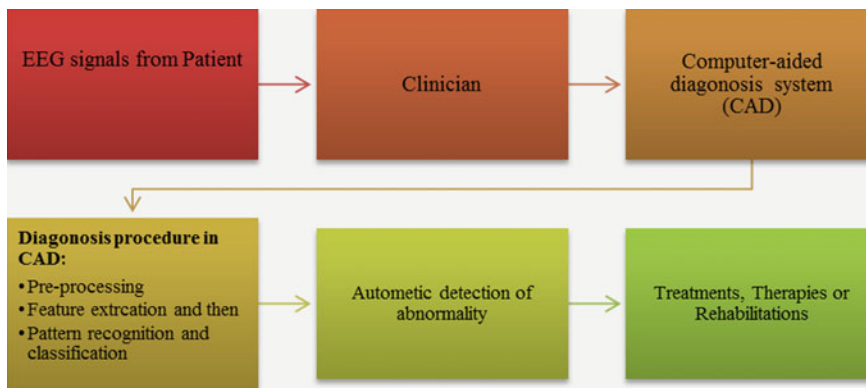 EEG signals from Patient
Clinician
Computer-aided
diagonosis system
(CAD)
Diagonosis procedure in
CAD:
•Pre-processing
•Feature extrcation and then
•Pattern recognition and
classification
Autometic detection of
abnormality
Treatments, Therapies or
Rehabilitations